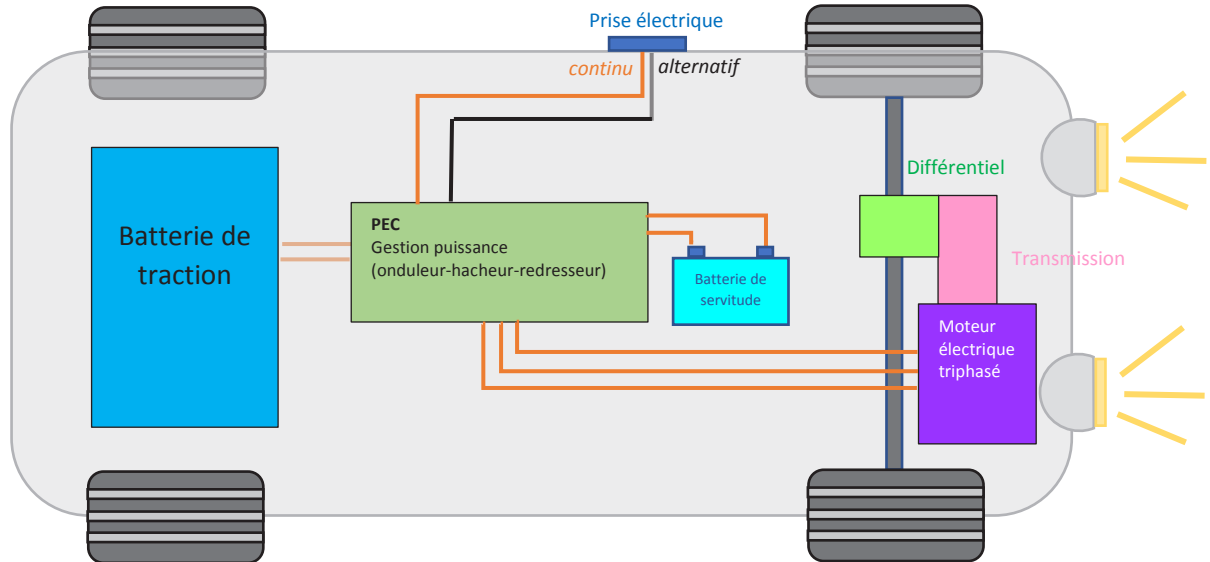 Prise électrique
continu
alternatif
Différentiel
Batterie de
traction
PEC
Gestion puissance
(onduleur-hacheur-redresseur)
Batterie de
servitude
Transmission
Moteur
électrique
triphasé